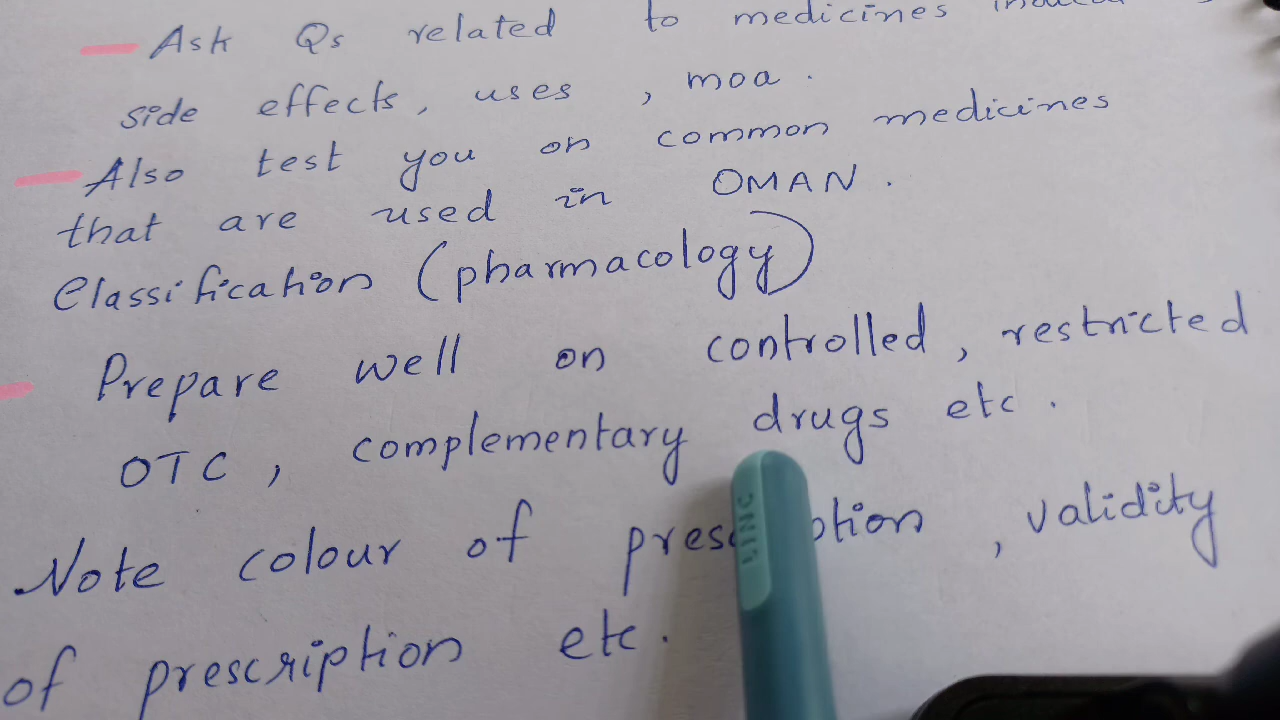 Ask Qs related to medicines
side effects, uses , moa .
Also test you on common medicines
that are used in OMAN .
Classification (pharmacology)
Prepare well on controlled, restricted
OTC , complementary drugs etc .
Note colour of , validity
of prescription etc .
LINC